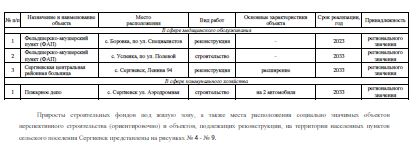 № п/п Назначение и наименование объекта Место расположения Вид работ Основные характеристики объекта Срок реализации, год Принадлежность
В сфере медицинского обслуживания
1 Фельдшерско-акушерский пункт (ФАП) с. Боровка, по ул. Специалистов реконструкция - 2023 регионального значения
2 Фельдшерско-акушерский пункт (ФАП) с. Успенка, по ул. Полевой строительство - 2033 регионального значения
3 Сергиевская центральная районная больница с. Сергиевск, Ленина 94 реконструкция расширение 2033 регионального значения
В сфере коммунального хозяйства
1 Пожарное депо с. Сергиевск ул. Аэродромная строительство на 2 автомобиля 2033 регионального значения
Приросты строительных фондов под жилую зону, а также места расположения социально значимых объектов
перспективного строительства (ориентировочно) и объектов, подлежащих реконструкции, на территории населенных пунктов
сельского поселения Сергиевск представлены на рисунках № 4 - № 9.